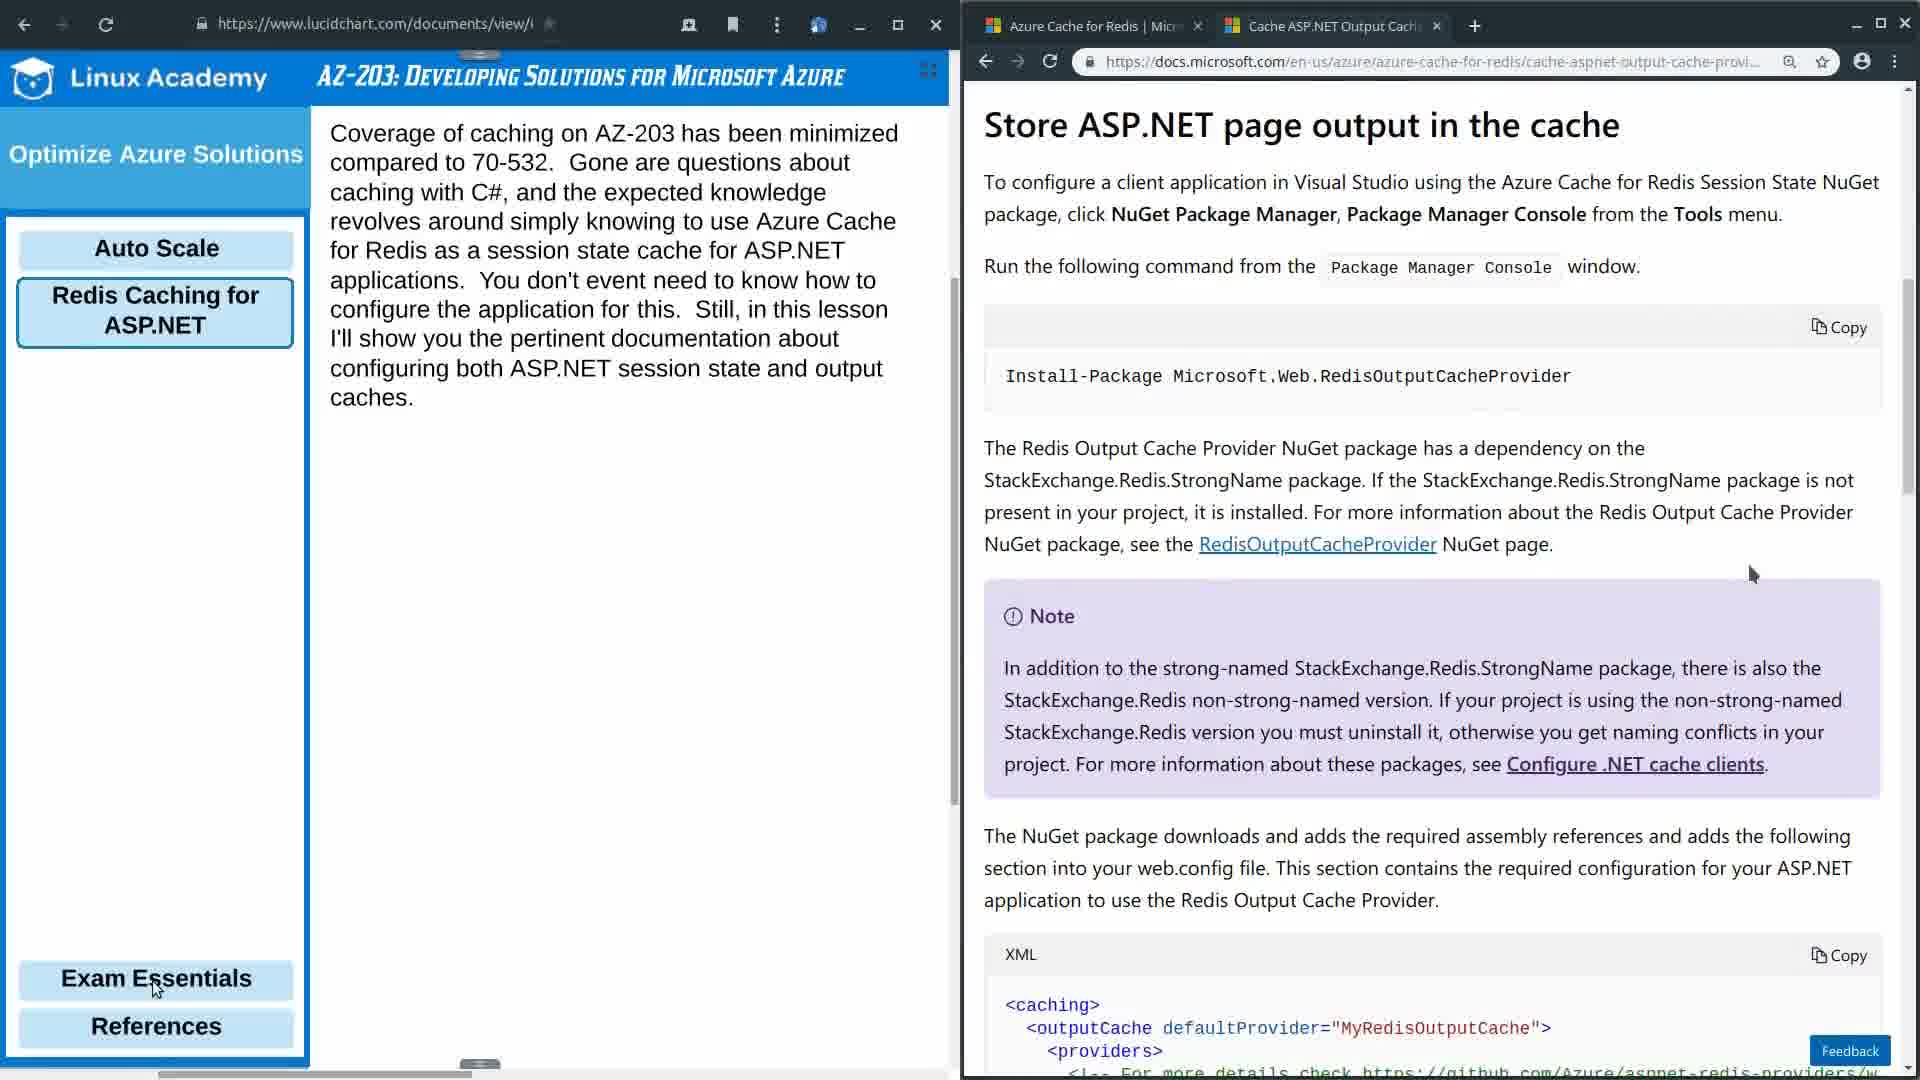 https://www.lucidchart.com/documents/view/
Linux Academy
AZ-203: Developing Solutions for Microsoft Azure
Optimize Azure Solutions
Auto Scale
Redis Caching for
ASP.NET
Exam Essentials
References
Coverage of caching on AZ-203 has been minimized
compared to 70-532.  Gone are questions about
caching with C#, and the expected knowledge
revolves around simply knowing to use Azure Cache
for Redis as a session state cache for ASP.NET
applications.  You don't event need to know how to
configure the application for this.  Still, in this lesson
I'll show you the pertinent documentation about
configuring both ASP.NET session state and output
caches.
Azure Cache for Redis | Micr
Cache ASP.NET Output Cach
https://docs.microsoft.com/en-us/azure/azure-cache-for-redis/cache-aspnet-output-cache-provi...
Store ASP.NET page output in the cache
To configure a client application in Visual Studio using the Azure Cache for Redis Session State NuGet
package, click NuGet Package Manager, Package Manager Console from the Tools menu.
Run the following command from the Package Manager Console window.
Copy
Install-Package Microsoft.Web.RedisOutputCacheProvider
The Redis Output Cache Provider NuGet package has a dependency on the
StackExchange.Redis.StrongName package. If the StackExchange.Redis.StrongName package is not
present in your project, it is installed. For more information about the Redis Output Cache Provider
NuGet package, see the RedisOutputCacheProvider NuGet page.
Note
In addition to the strong-named StackExchange.Redis.StrongName package, there is also the
StackExchange.Redis non-strong-named version. If your project is using the non-strong-named
StackExchange.Redis version you must uninstall it, otherwise you get naming conflicts in your
project. For more information about these packages, see Configure .NET cache clients.
The NuGet package downloads and adds the required assembly references and adds the following
section into your web.config file. This section contains the required configuration for your ASP.NET
application to use the Redis Output Cache Provider.
XML
Copy
<caching>
<outputCache defaultProvider="MyRedisOutputCache">
<providers>
<!-- For more details check https://github.com/Azure/aspnet-redis-providers/w
Feedback